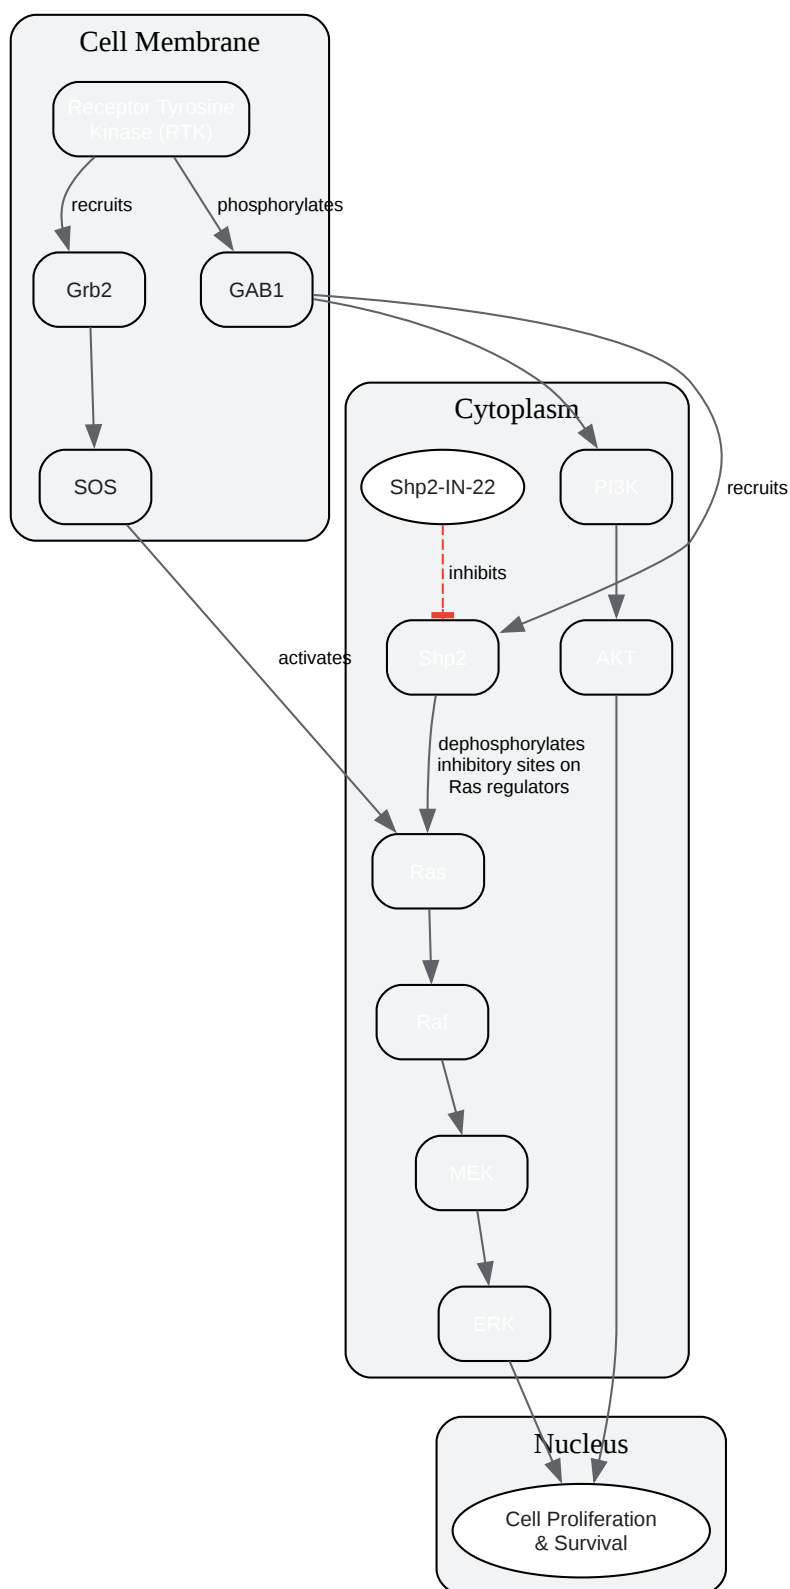 Cell Membrane
Receptor Tyrosine
Kinase (RTK)
recruits
phosphorylates
Grb2
GAB1
Cytoplasm
SOS
Shp2-IN-22
PI3K
recruits
inhibits
activates
Shp2
AKT
dephosphorylates
inhibitory sites on
Ras regulators
Ras
Raf
MEK
ERK
Nucleus
Cell Proliferation
& Survival